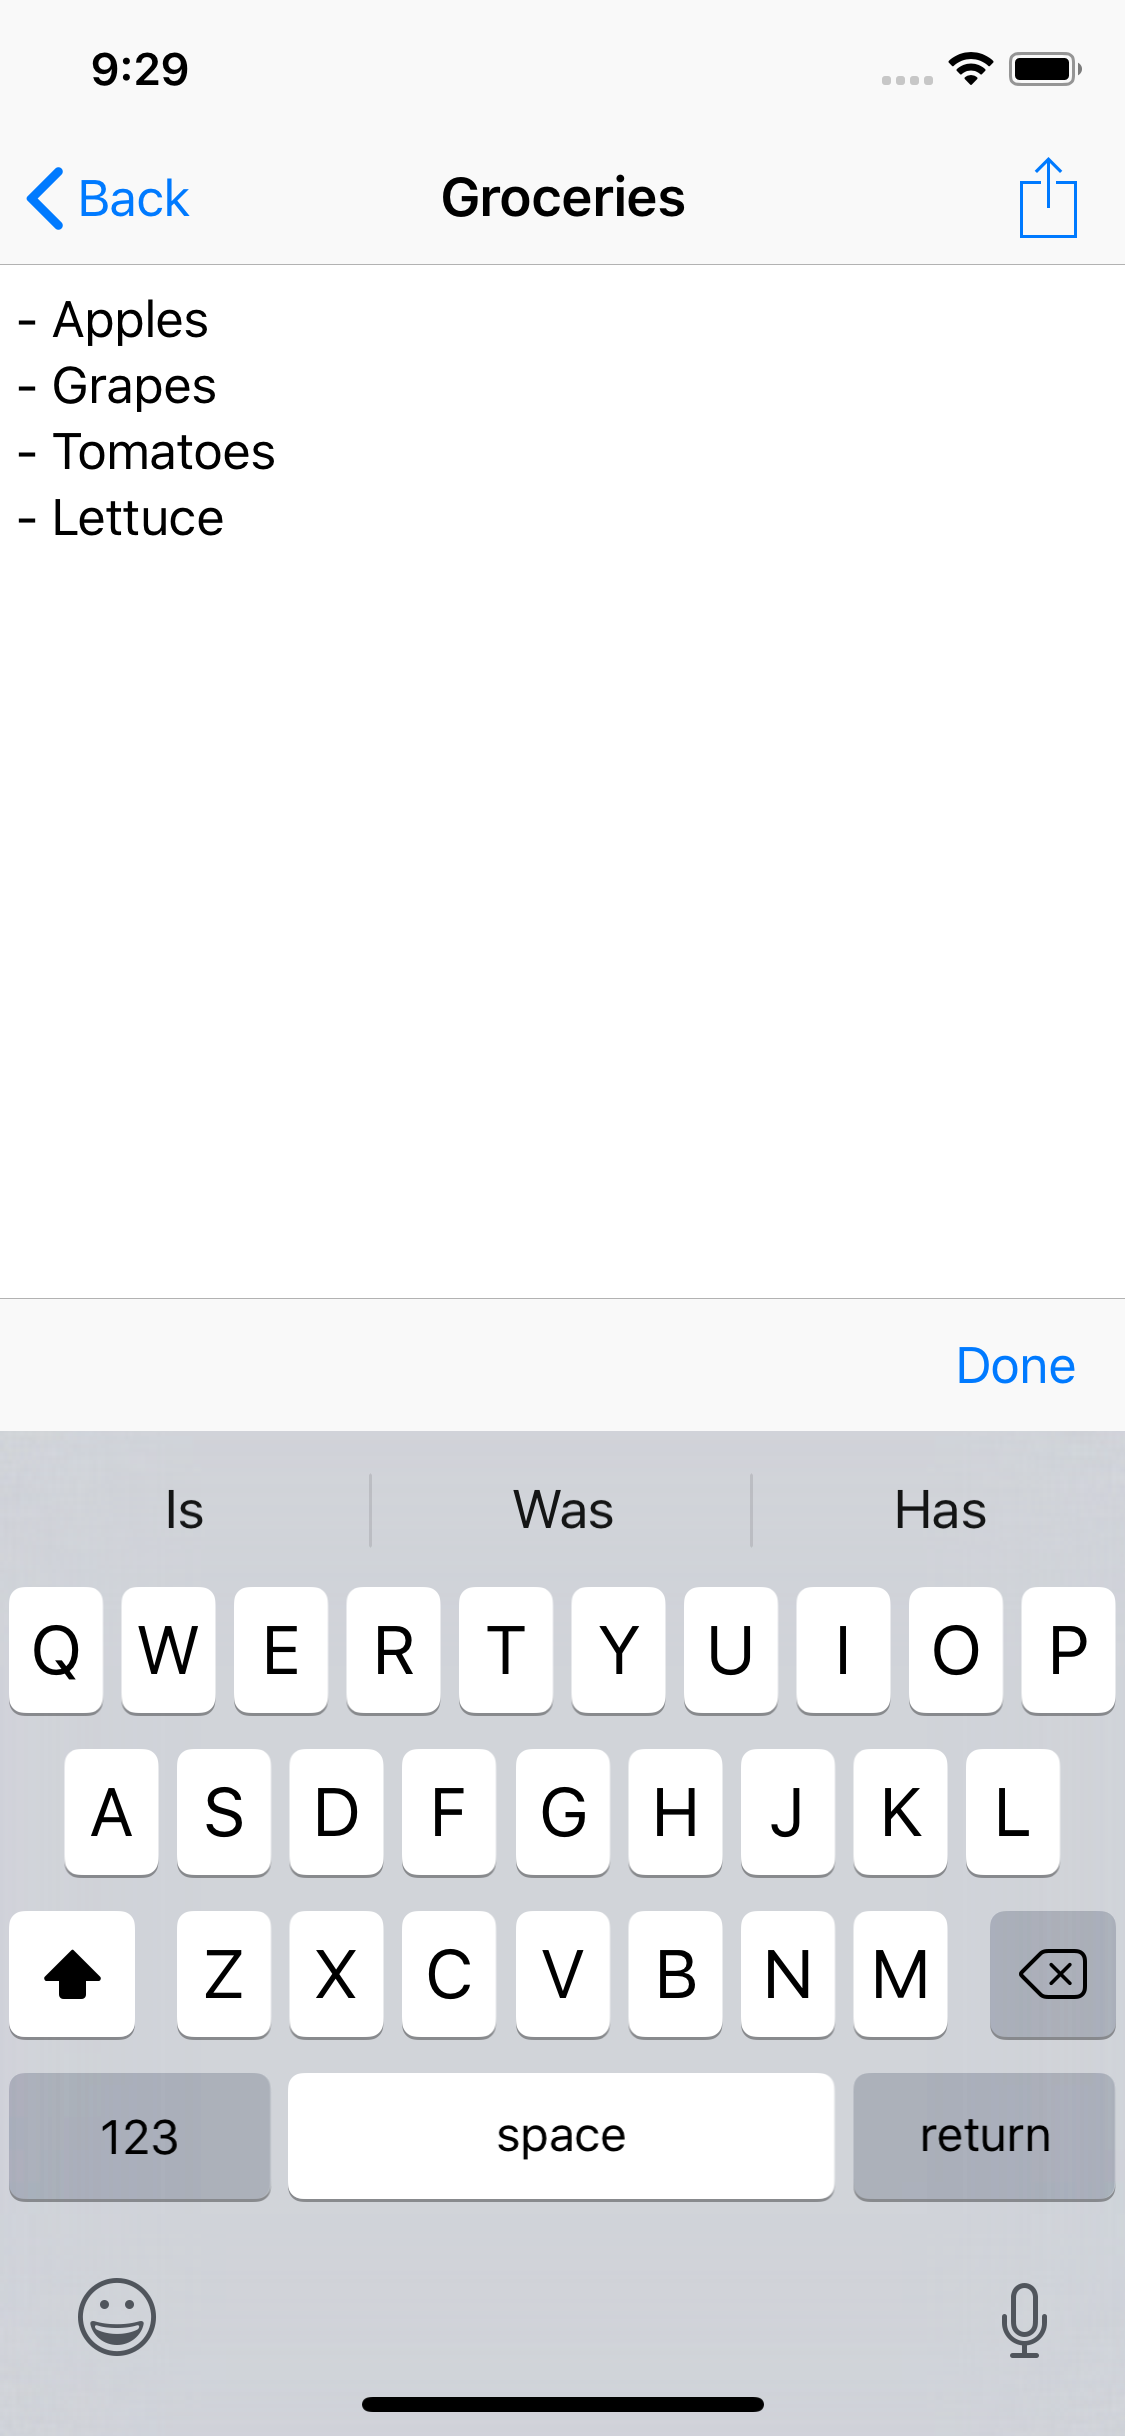 9:29
Back
Groceries
- Apples
- Grapes
- Tomatoes
- Lettuce
Done
Is Was Has
Q W E R T Y U I O P
A S D F G H J K L
Z X C V B N M
123 space return